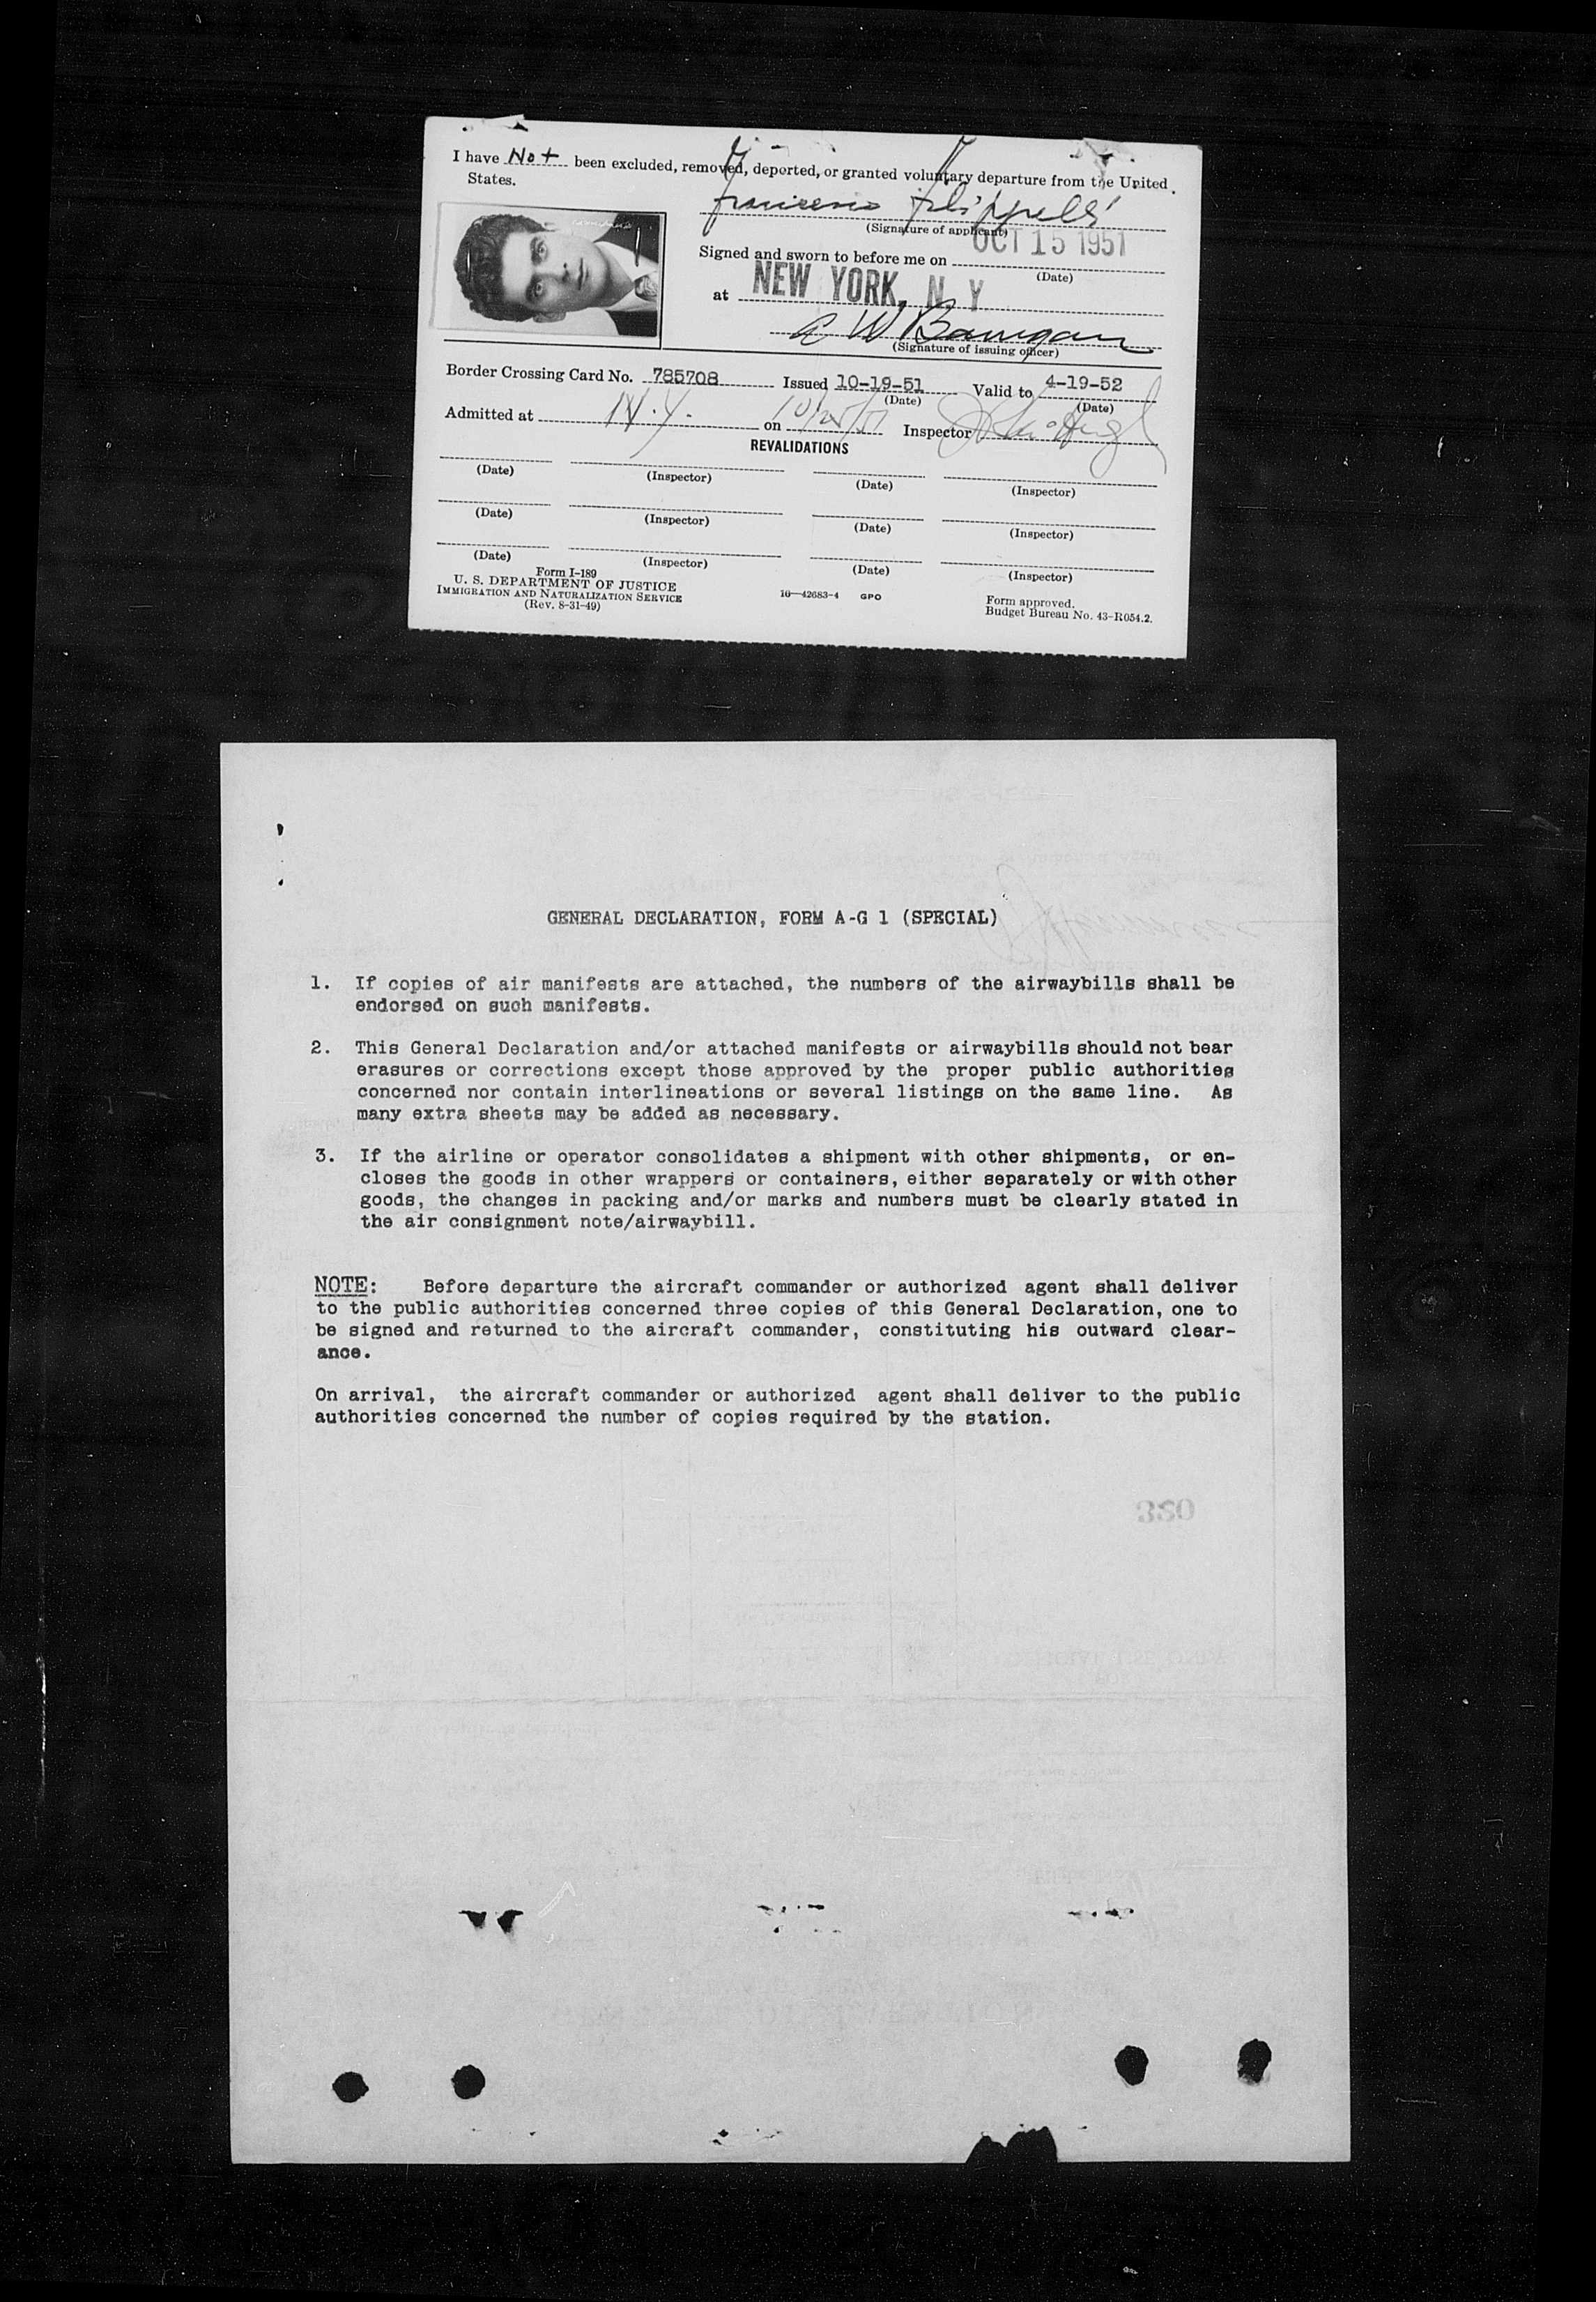 I have Not been excluded, removed, deported, or granted voluntary departure from the United
States.
Francesco Filippelli
(Signature of applicant)
Signed and sworn to before me on OCT 15 1951
(Date)
at NEW YORK, N. Y
(Signature of issuing officer)
Border Crossing Card No. 785708 Issued 10-19-51 Valid to 4-19-52
(Date) (Date)
Admitted at N.Y. on Inspector
REVALIDATIONS
(Date) (Inspector) (Date) (Inspector)
(Date) (Inspector) (Date) (Inspector)
(Date) (Inspector) (Date) (Inspector)
Form I-189
U. S. DEPARTMENT OF JUSTICE
IMMIGRATION AND NATURALIZATION SERVICE
(Rev. 8-31-49)
16—42683-4 GPO
Form approved.
Budget Bureau No. 43-R054.2.
GENERAL DECLARATION, FORM A-G 1 (SPECIAL)
1. If copies of air manifests are attached, the numbers of the airwaybills shall be
endorsed on such manifests.
2. This General Declaration and/or attached manifests or airwaybills should not bear
erasures or corrections except those approved by the proper public authorities
concerned nor contain interlineations or several listings on the same line. As
many extra sheets may be added as necessary.
3. If the airline or operator consolidates a shipment with other shipments, or en-
closes the goods in other wrappers or containers, either separately or with other
goods, the changes in packing and/or marks and numbers must be clearly stated in
the air consignment note/airwaybill.
NOTE: Before departure the aircraft commander or authorized agent shall deliver
to the public authorities concerned three copies of this General Declaration, one to
be signed and returned to the aircraft commander, constituting his outward clear-
ance.
On arrival, the aircraft commander or authorized agent shall deliver to the public
authorities concerned the number of copies required by the station.
350